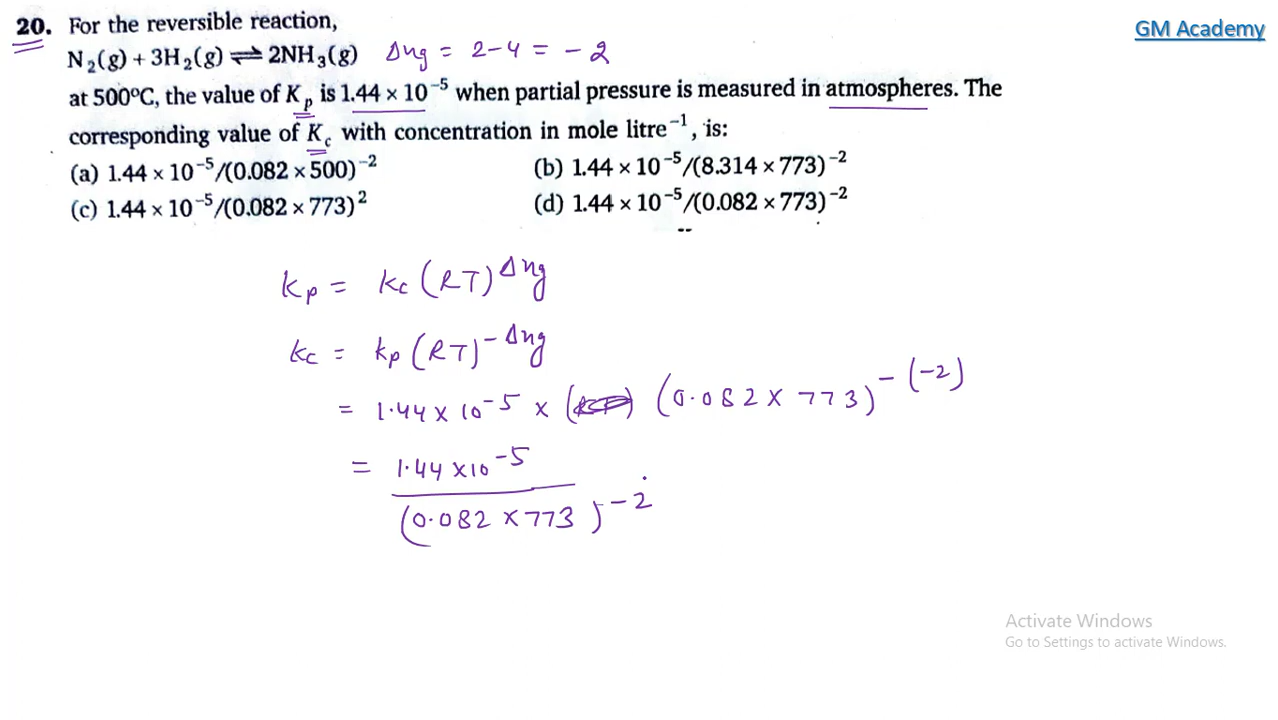 20. For the reversible reaction,
GM Academy
N₂(g) + 3H₂(g) ⇌ 2NH₃(g) Δng = 2-4 = -2
at 500°C, the value of Kₚ is 1.44 × 10⁻⁵ when partial pressure is measured in atmospheres. The
corresponding value of K_c with concentration in mole litre⁻¹, is:
(a) 1.44 × 10⁻⁵/(0.082 × 500)⁻²
(b) 1.44 × 10⁻⁵/(8.314 × 773)⁻²
(c) 1.44 × 10⁻⁵/(0.082 × 773)²
(d) 1.44 × 10⁻⁵/(0.082 × 773)⁻²
kp = kc (RT)^Δng
kc = kp (RT)^-Δng
= 1.44 × 10⁻⁵ × (0.082 × 773)^-(-2)
= 1.44 × 10⁻⁵
(0.082 × 773)⁻²
Activate Windows
Go to Settings to activate Windows.